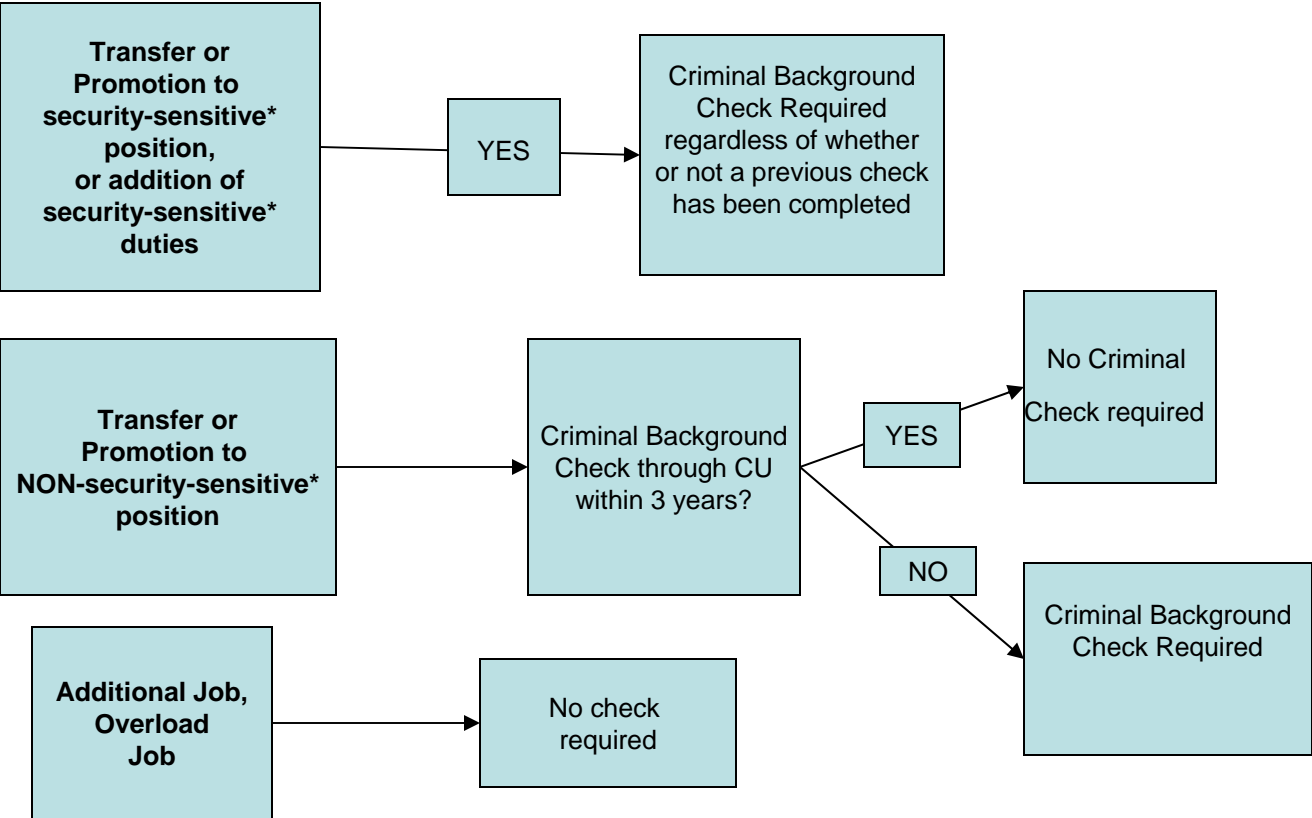 Transfer or
Promotion to
security-sensitive*
position,
or addition of
security-sensitive*
duties
YES
Criminal Background
Check Required
regardless of whether
or not a previous check
has been completed
Transfer or
Promotion to
NON-security-sensitive*
position
Criminal Background
Check through CU
within 3 years?
YES
No Criminal
Check required
NO
Criminal Background
Check Required
Additional Job,
Overload
Job
No check
required